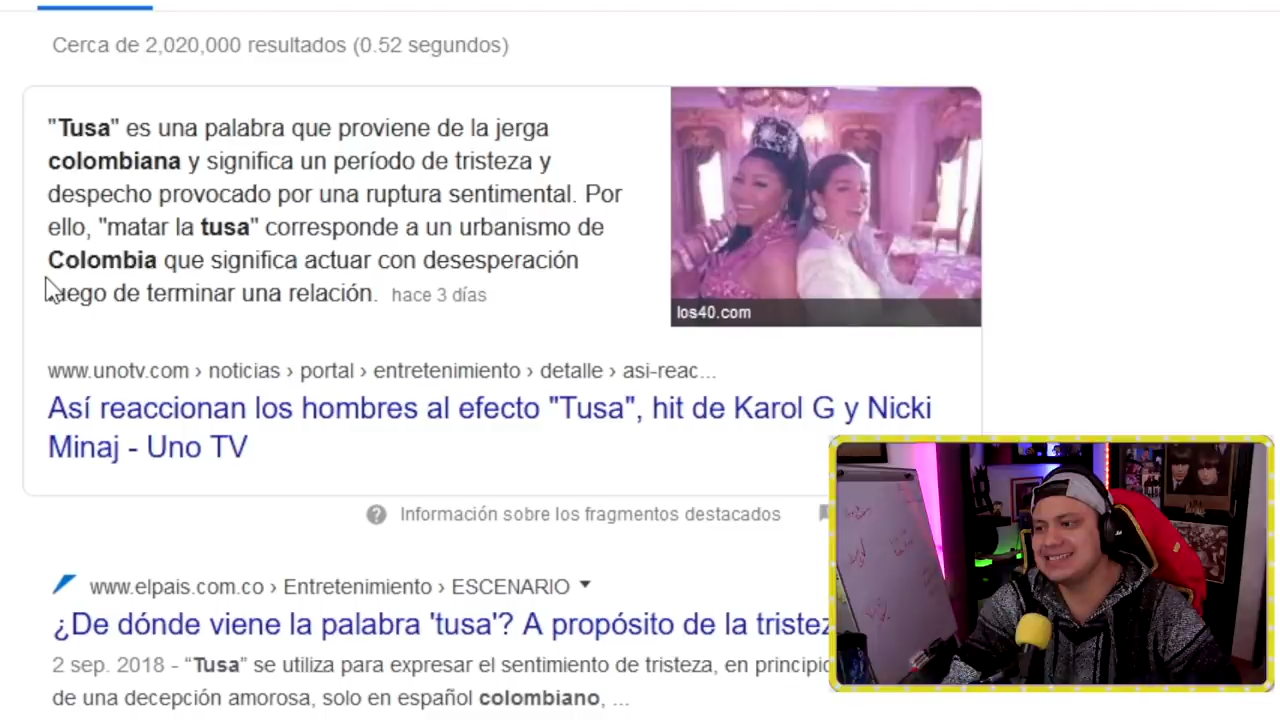 Cerca de 2,020,000 resultados (0.52 segundos)
"Tusa" es una palabra que proviene de la jerga
colombiana y significa un período de tristeza y
despecho provocado por una ruptura sentimental. Por
ello, "matar la tusa" corresponde a un urbanismo de
Colombia que significa actuar con desesperación
luego de terminar una relación. hace 3 días
los40.com
www.unotv.com › noticias › portal › entretenimiento › detalle › asi-reac...
Así reaccionan los hombres al efecto "Tusa", hit de Karol G y Nicki
Minaj - Uno TV
Información sobre los fragmentos destacados
www.elpais.com.co › Entretenimiento › ESCENARIO
¿De dónde viene la palabra 'tusa'? A propósito de la
2 sep. 2018 - “Tusa” se utiliza para expresar el sentimiento de tristeza, en principio
de una decepción amorosa, solo en español colombiano, ...